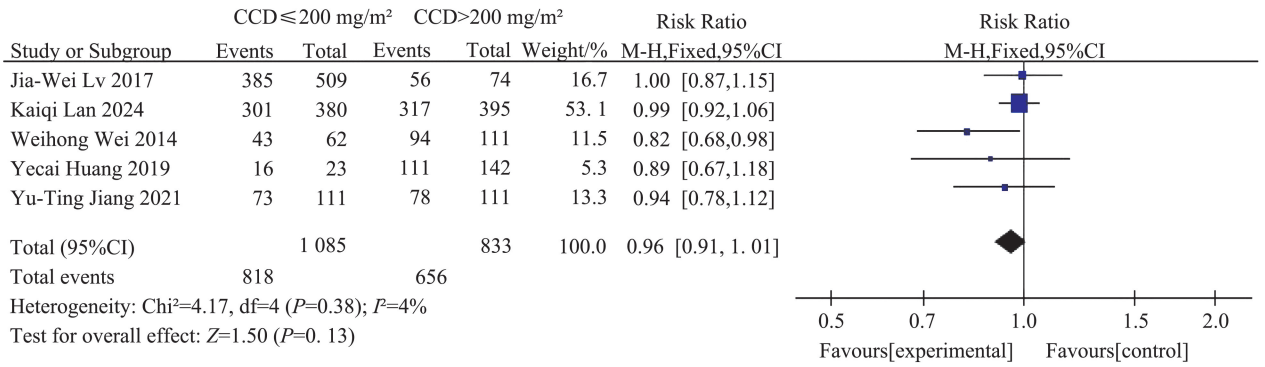 CCD⩽200 mg/m² CCD>200 mg/m² Risk Ratio Risk Ratio
Study or Subgroup Events Total Events Total Weight/% M-H,Fixed,95%CI M-H,Fixed,95%CI
Jia-Wei Lv 2017 385 509 56 74 16.7 1.00 [0.87,1.15]
Kaiqi Lan 2024 301 380 317 395 53.1 0.99 [0.92,1.06]
Weihong Wei 2014 43 62 94 111 11.5 0.82 [0.68,0.98]
Yecai Huang 2019 16 23 111 142 5.3 0.89 [0.67,1.18]
Yu-Ting Jiang 2021 73 111 78 111 13.3 0.94 [0.78,1.12]
Total (95%CI) 1 085 833 100.0 0.96 [0.91, 1. 01]
Total events 818 656
Heterogeneity: Chi²=4.17, df=4 (P=0.38); I²=4%
Test for overall effect: Z=1.50 (P=0. 13)
0.5 0.7 1.0 1.5 2.0
Favours[experimental] Favours[control]